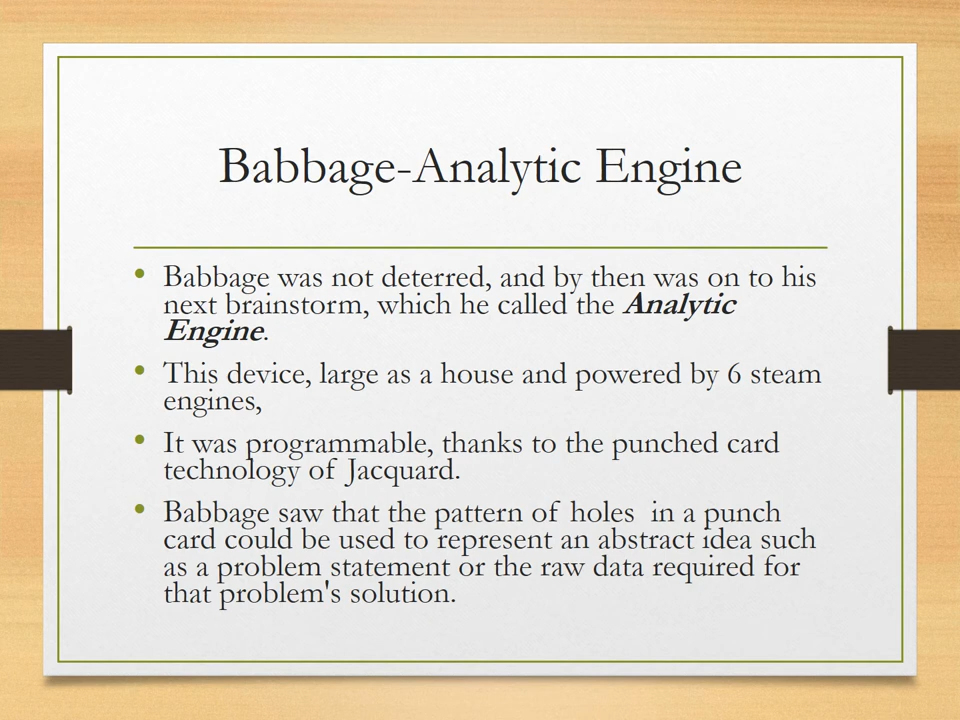 Babbage-Analytic Engine
• Babbage was not deterred, and by then was on to his
next brainstorm, which he called the Analytic
Engine.
• This device, large as a house and powered by 6 steam
engines,
• It was programmable, thanks to the punched card
technology of Jacquard.
• Babbage saw that the pattern of holes  in a punch
card could be used to represent an abstract idea such
as a problem statement or the raw data required for
that problem's solution.